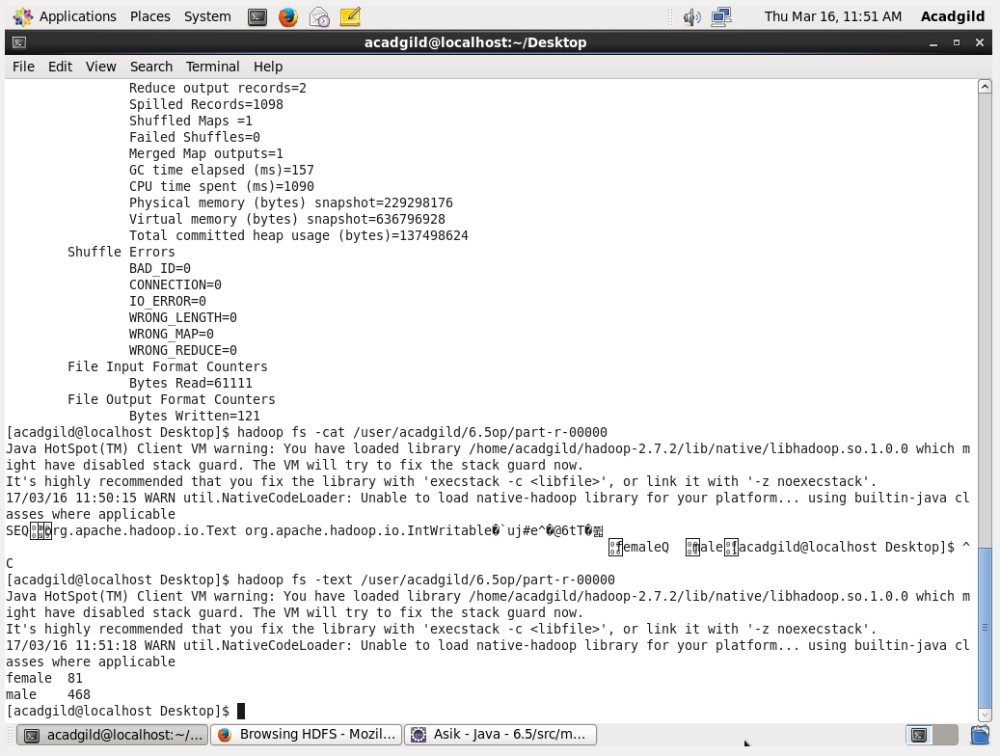 Applications Places System Thu Mar 16, 11:51 AM Acadgild
acadgild@localhost:~/Desktop
File Edit View Search Terminal Help
Reduce output records=2
Spilled Records=1098
Shuffled Maps =1
Failed Shuffles=0
Merged Map outputs=1
GC time elapsed (ms)=157
CPU time spent (ms)=1090
Physical memory (bytes) snapshot=229298176
Virtual memory (bytes) snapshot=636796928
Total committed heap usage (bytes)=137498624
Shuffle Errors
BAD_ID=0
CONNECTION=0
IO_ERROR=0
WRONG_LENGTH=0
WRONG_MAP=0
WRONG_REDUCE=0
File Input Format Counters
Bytes Read=61111
File Output Format Counters
Bytes Written=121
[acadgild@localhost Desktop]$ hadoop fs -cat /user/acadgild/6.5op/part-r-00000
Java HotSpot(TM) Client VM warning: You have loaded library /home/acadgild/hadoop-2.7.2/lib/native/libhadoop.so.1.0.0 which m
ight have disabled stack guard. The VM will try to fix the stack guard now.
It's highly recommended that you fix the library with 'execstack -c <libfile>', or link it with '-z noexecstack'.
17/03/16 11:50:15 WARN util.NativeCodeLoader: Unable to load native-hadoop library for your platform... using builtin-java cl
asses where applicable
SEQorg.apache.hadoop.io.Text org.apache.hadoop.io.IntWritable�`uj#e^�@6tT�
femaleQ male[acadgild@localhost Desktop]$ ^
C
[acadgild@localhost Desktop]$ hadoop fs -text /user/acadgild/6.5op/part-r-00000
Java HotSpot(TM) Client VM warning: You have loaded library /home/acadgild/hadoop-2.7.2/lib/native/libhadoop.so.1.0.0 which m
ight have disabled stack guard. The VM will try to fix the stack guard now.
It's highly recommended that you fix the library with 'execstack -c <libfile>', or link it with '-z noexecstack'.
17/03/16 11:51:18 WARN util.NativeCodeLoader: Unable to load native-hadoop library for your platform... using builtin-java cl
asses where applicable
female 81
male 468
[acadgild@localhost Desktop]$
acadgild@localhost:~/... Browsing HDFS - Mozil... Asik - Java - 6.5/src/m...